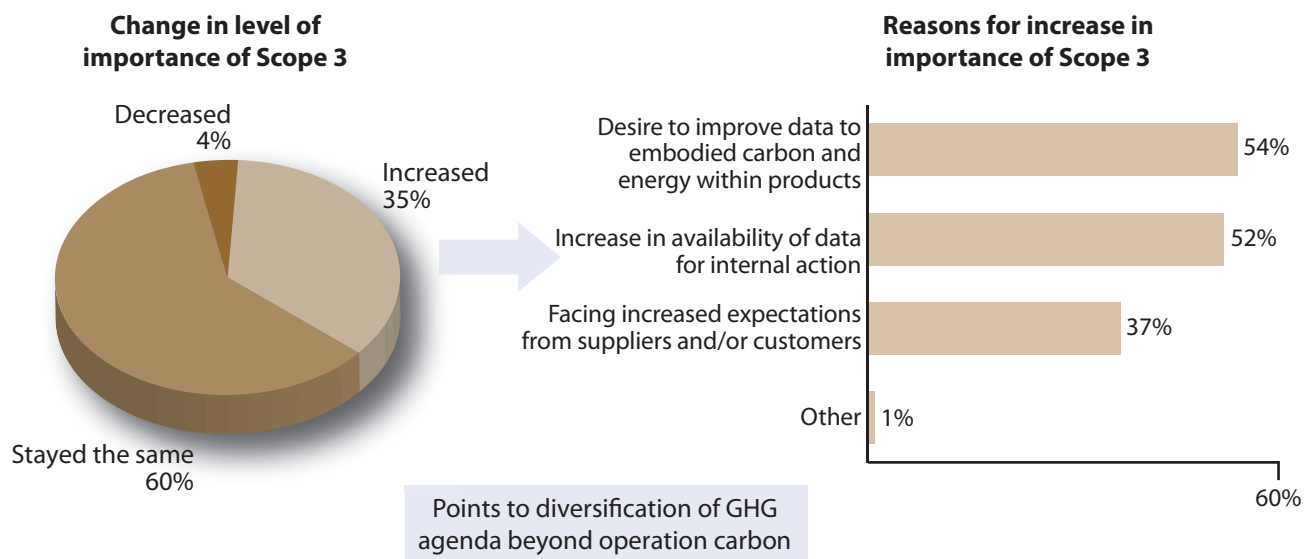 Change in level of
importance of Scope 3
Decreased
4%
Increased
35%
Stayed the same
60%
Reasons for increase in
importance of Scope 3
Desire to improve data to
embodied carbon and
energy within products
54%
Increase in availability of data
for internal action
52%
Facing increased expectations
from suppliers and/or customers
37%
Other
1%
60%
Points to diversification of GHG
agenda beyond operation carbon